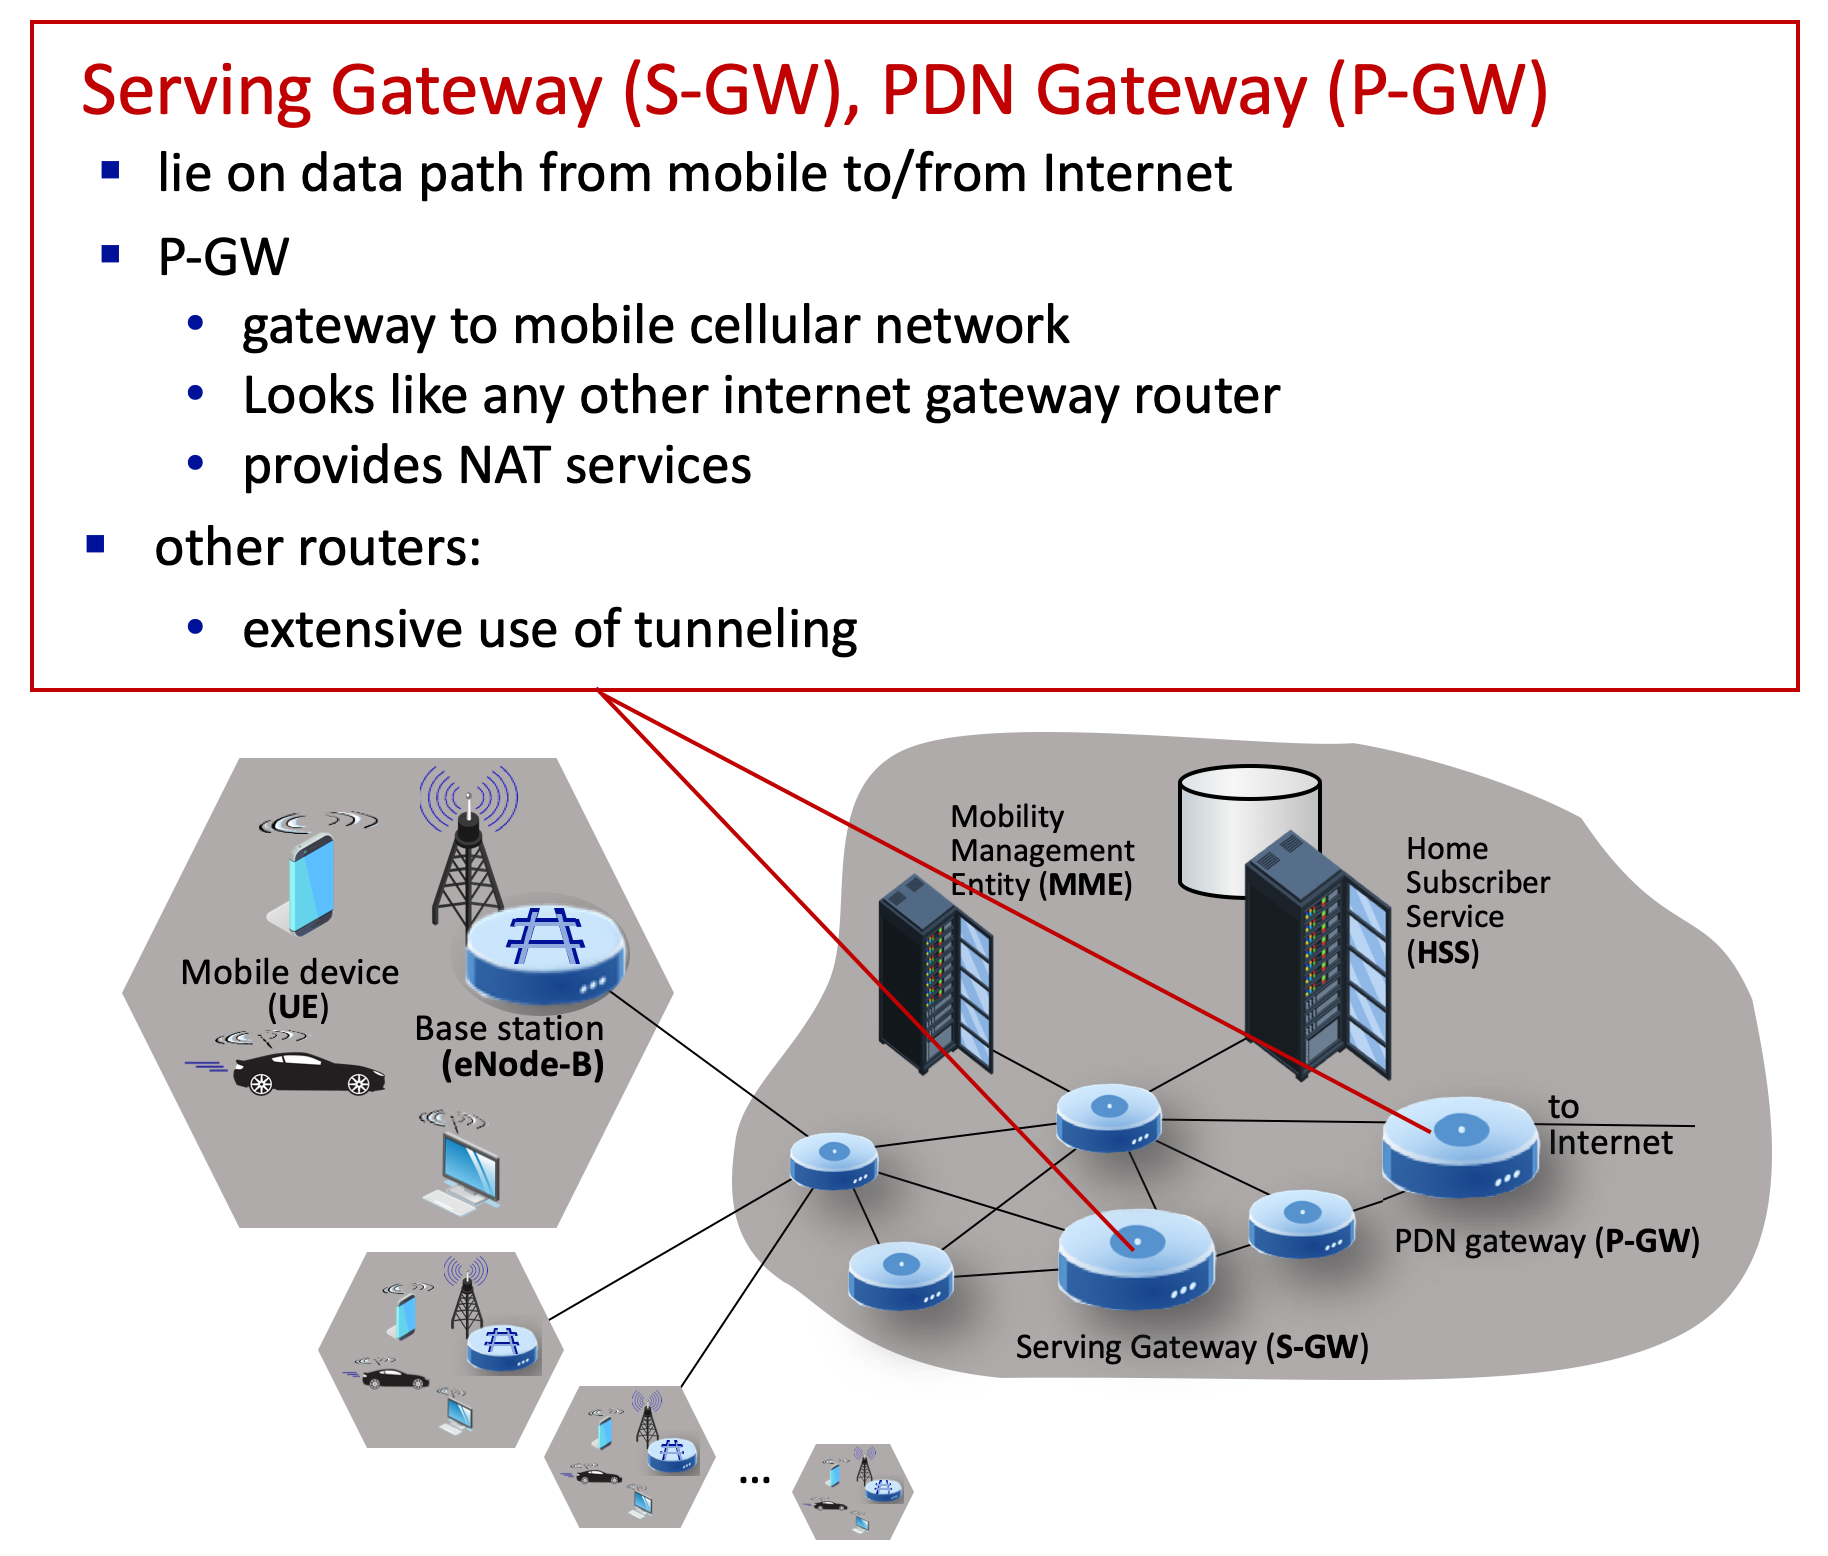 Serving Gateway (S-GW), PDN Gateway (P-GW)
▪ lie on data path from mobile to/from Internet
▪ P-GW
• gateway to mobile cellular network
• Looks like any other internet gateway router
• provides NAT services
▪ other routers:
• extensive use of tunneling
Mobile device
(UE)
Base station
(eNode-B)
Mobility
Management
Entity (MME)
Home
Subscriber
Service
(HSS)
to
Internet
PDN gateway (P-GW)
Serving Gateway (S-GW)
...